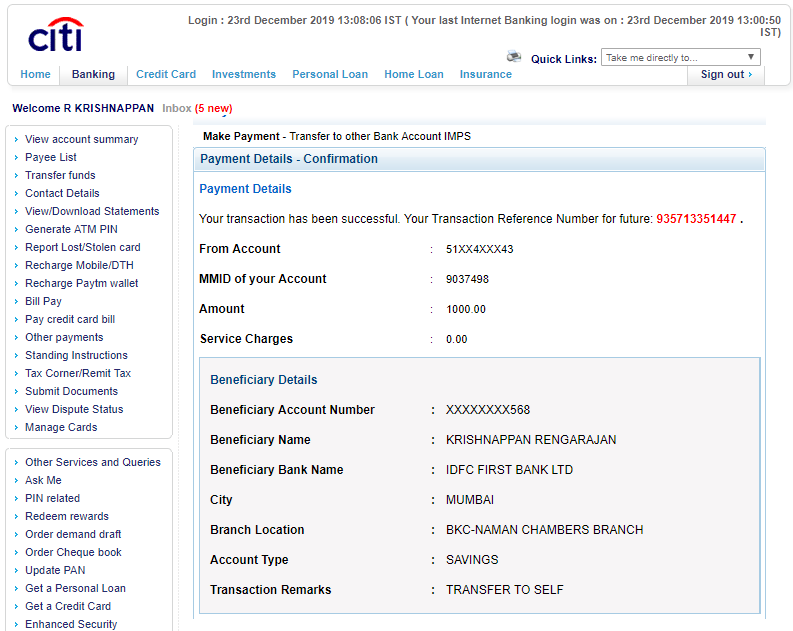 citi
Login : 23rd December 2019 13:08:06 IST ( Your last Internet Banking login was on : 23rd December 2019 13:00:50
IST)
Quick Links: Take me directly to...
Home Banking Credit Card Investments Personal Loan Home Loan Insurance Sign out ›
Welcome R KRISHNAPPAN Inbox (5 new)
View account summary
Payee List
Transfer funds
Contact Details
View/Download Statements
Generate ATM PIN
Report Lost/Stolen card
Recharge Mobile/DTH
Recharge Paytm wallet
Bill Pay
Pay credit card bill
Other payments
Standing Instructions
Tax Corner/Remit Tax
Submit Documents
View Dispute Status
Manage Cards
Other Services and Queries
Ask Me
PIN related
Redeem rewards
Order demand draft
Order Cheque book
Update PAN
Get a Personal Loan
Get a Credit Card
Enhanced Security
Make Payment - Transfer to other Bank Account IMPS
Payment Details - Confirmation
Payment Details
Your transaction has been successful. Your Transaction Reference Number for future: 935713351447 .
From Account : 51XX4XXX43
MMID of your Account : 9037498
Amount : 1000.00
Service Charges : 0.00
Beneficiary Details
Beneficiary Account Number : XXXXXXXX568
Beneficiary Name : KRISHNAPPAN RENGARAJAN
Beneficiary Bank Name : IDFC FIRST BANK LTD
City : MUMBAI
Branch Location : BKC-NAMAN CHAMBERS BRANCH
Account Type : SAVINGS
Transaction Remarks : TRANSFER TO SELF